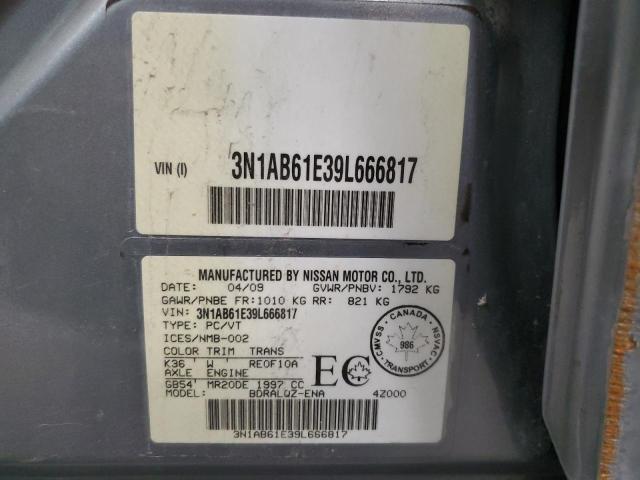 VIN (I) 3N1AB61E39L666817
MANUFACTURED BY NISSAN MOTOR CO., LTD.
DATE: 04/09 GVWR/PNBV: 1792 KG
GAWR/PNBE FR:1010 KG RR: 821 KG
VIN: 3N1AB61E39L666817
TYPE: PC/VT
ICES/NMB-002
COLOR TRIM TRANS
K36 ' W ' RE0F10A
AXLE ENGINE
GB54' MR20DE 1997 CC
MODEL: BDRALQZ-ENA 4Z000
EC
CMVSS - CANADA - NSVAC
986
TRANSPORT
3N1AB61E39L666817